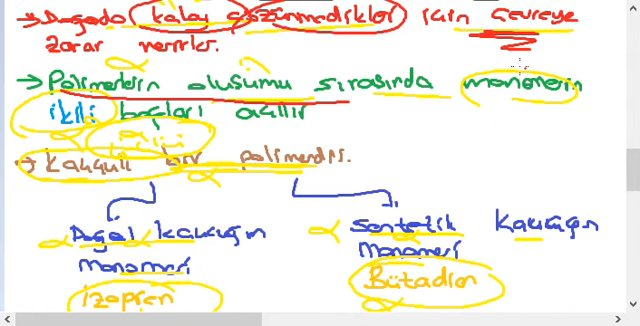 → Doğada kolay çözünmedikleri için çevreye
zarar verirler.
→ Polimerlerin oluşumu sırasında monomerin
ikili bağları açılır
→ Kauçuk bir polimerdir.
Doğal kauçuğun
monomeri
İzopren
Sentetik Kauçuğun
Monomeri
Bütadien